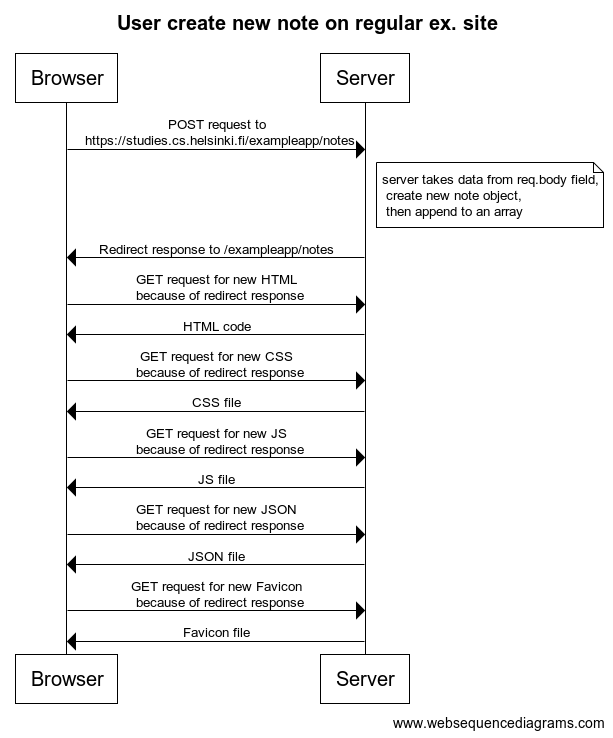 User create new note on regular ex. site
Browser
Server
POST request to
https://studies.cs.helsinki.fi/exampleapp/notes
server takes data from req.body field,
create new note object,
then append to an array
Redirect response to /exampleapp/notes
GET request for new HTML
because of redirect response
HTML code
GET request for new CSS
because of redirect response
CSS file
GET request for new JS
because of redirect response
JS file
GET request for new JSON
because of redirect response
JSON file
GET request for new Favicon
because of redirect response
Favicon file
Browser
Server
www.websequencediagrams.com